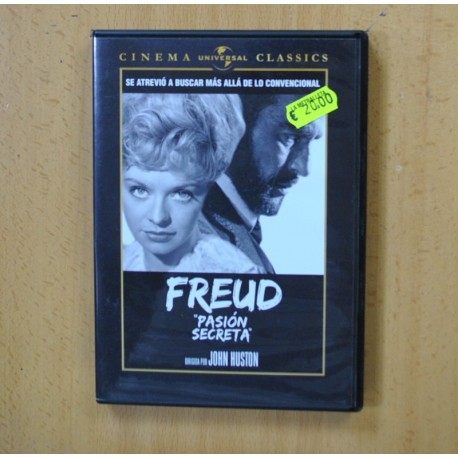 CINEMA UNIVERSAL CLASSICS
SE ATREVIÓ A BUSCAR MÁS ALLÁ DE LO CONVENCIONAL
€ 20.00
FREUD
"PASIÓN
SECRETA"
DIRIGIDA POR JOHN HUSTON